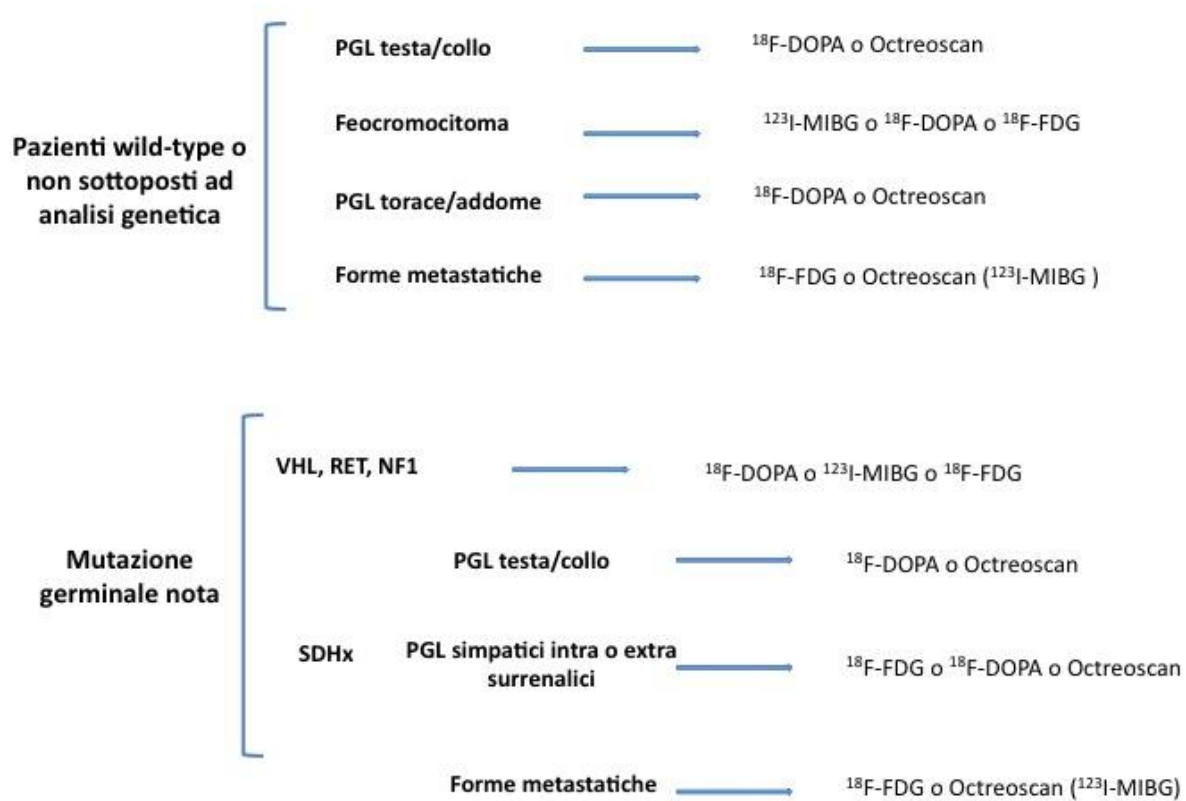 PGL testa/collo
¹⁸F-DOPA o Octreoscan
Feocromocitoma
¹²³I-MIBG o ¹⁸F-DOPA o ¹⁸F-FDG
Pazienti wild-type o
non sottoposti ad
analisi genetica
PGL torace/addome
¹⁸F-DOPA o Octreoscan
Forme metastatiche
¹⁸F-FDG o Octreoscan (¹²³I-MIBG )
VHL, RET, NF1
¹⁸F-DOPA o ¹²³I-MIBG o ¹⁸F-FDG
Mutazione
germinale nota
PGL testa/collo
¹⁸F-DOPA o Octreoscan
SDHx
PGL simpatici intra o extra
surrenalici
¹⁸F-FDG o ¹⁸F-DOPA o Octreoscan
Forme metastatiche
¹⁸F-FDG o Octreoscan (¹²³I-MIBG)